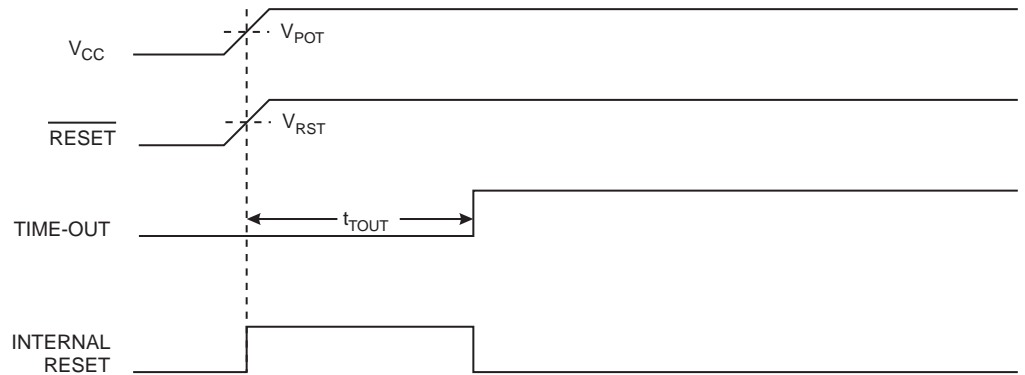 VCC
VPOT
RESET
VRST
TIME-OUT
tTOUT
INTERNAL
RESET